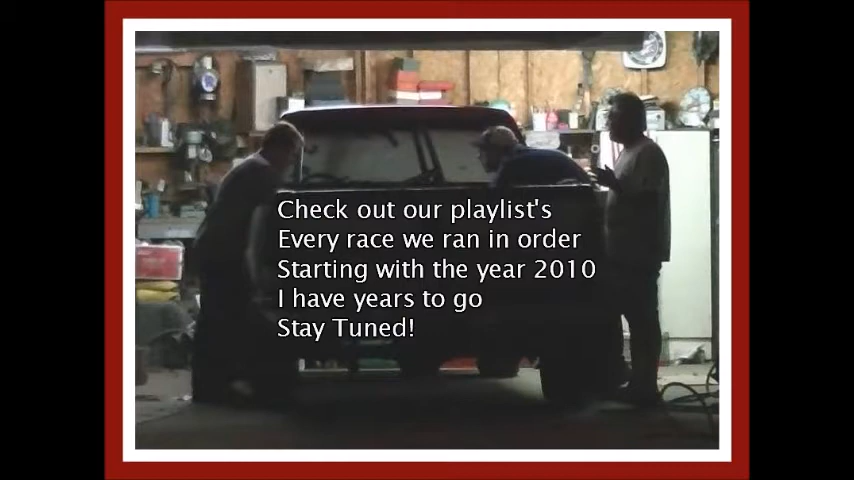 Check out our playlist's
Every race we ran in order
Starting with the year 2010
I have years to go
Stay Tuned!